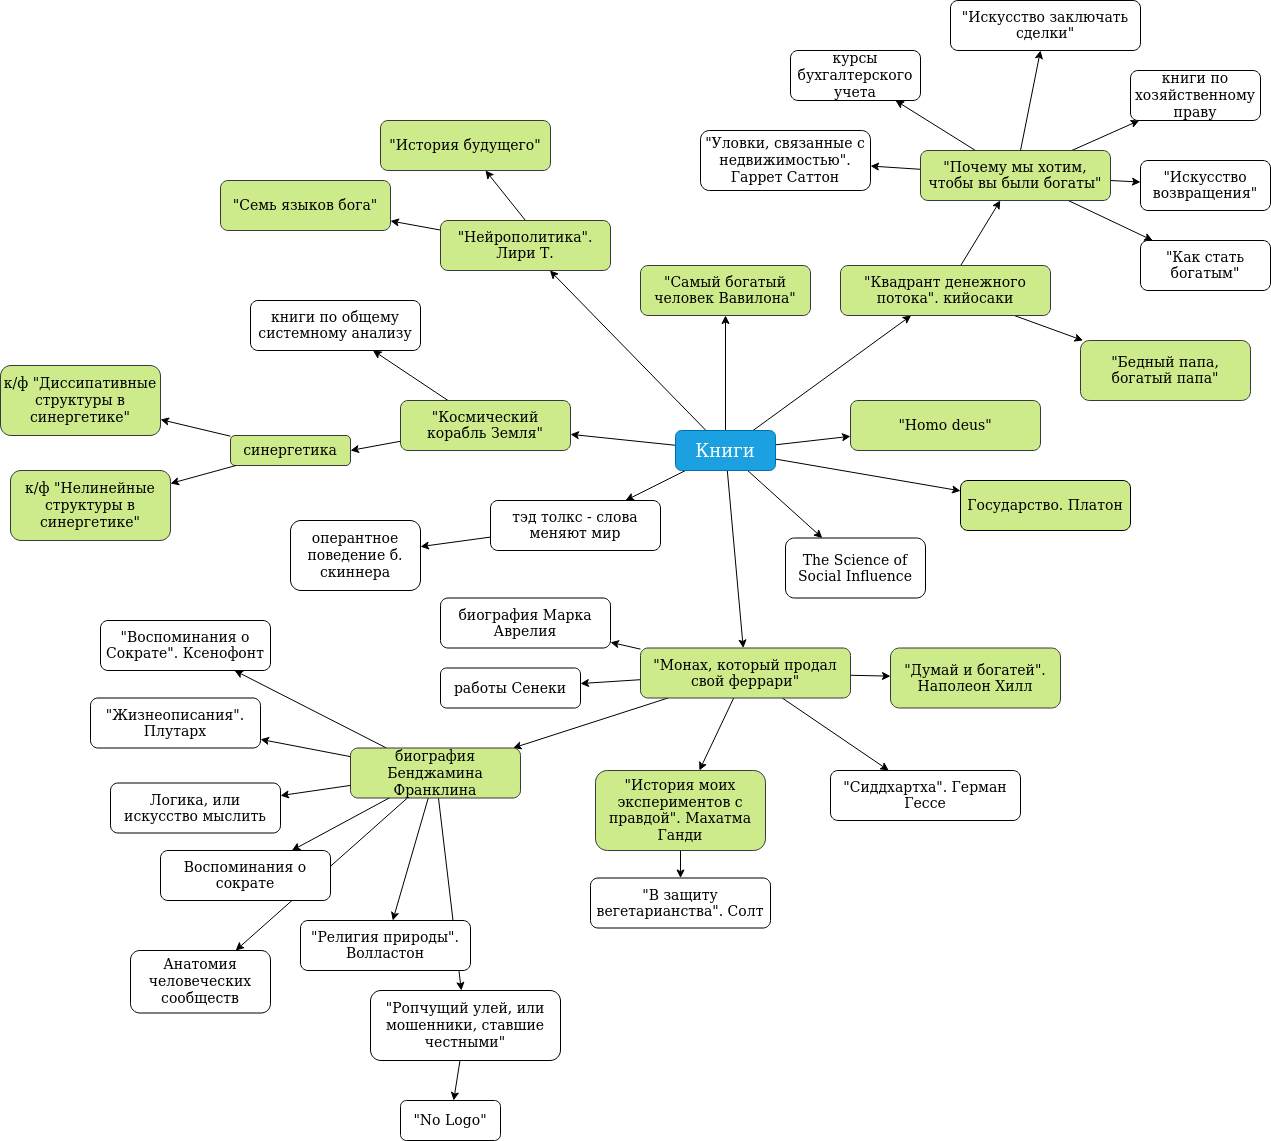 "Искусство заключать
сделки"
курсы
бухгалтерского
учета
книги по
хозяйственному
праву
"История будущего"
"Уловки, связанные с
недвижимостью".
Гаррет Саттон
"Почему мы хотим,
чтобы вы были богаты"
"Искусство
возвращения"
"Семь языков бога"
"Нейрополитика".
Лири Т.
"Как стать
богатым"
"Самый богатый
человек Вавилона"
"Квадрант денежного
потока". кийосаки
книги по общему
системному анализу
"Бедный папа,
богатый папа"
к/ф "Диссипативные
структуры в
синергетике"
"Космический
корабль Земля"
"Homo deus"
синергетика
Книги
к/ф "Нелинейные
структуры в
синергетике"
Государство. Платон
тэд толкс - слова
меняют мир
оперантное
поведение б.
скиннера
The Science of
Social Influence
биография Марка
Аврелия
"Воспоминания о
Сократе". Ксенофонт
"Монах, который продал
свой феррари"
"Думай и богатей".
Наполеон Хилл
работы Сенеки
"Жизнеописания".
Плутарх
биография
Бенджамина
Франклина
"История моих
экспериментов с
правдой". Махатма
Ганди
"Сиддхартха". Герман
Гессе
Логика, или
искусство мыслить
Воспоминания о
сократе
"В защиту
вегетарианства". Солт
"Религия природы".
Волластон
Анатомия
человеческих
сообществ
"Ропчущий улей, или
мошенники, ставшие
честными"
"No Logo"